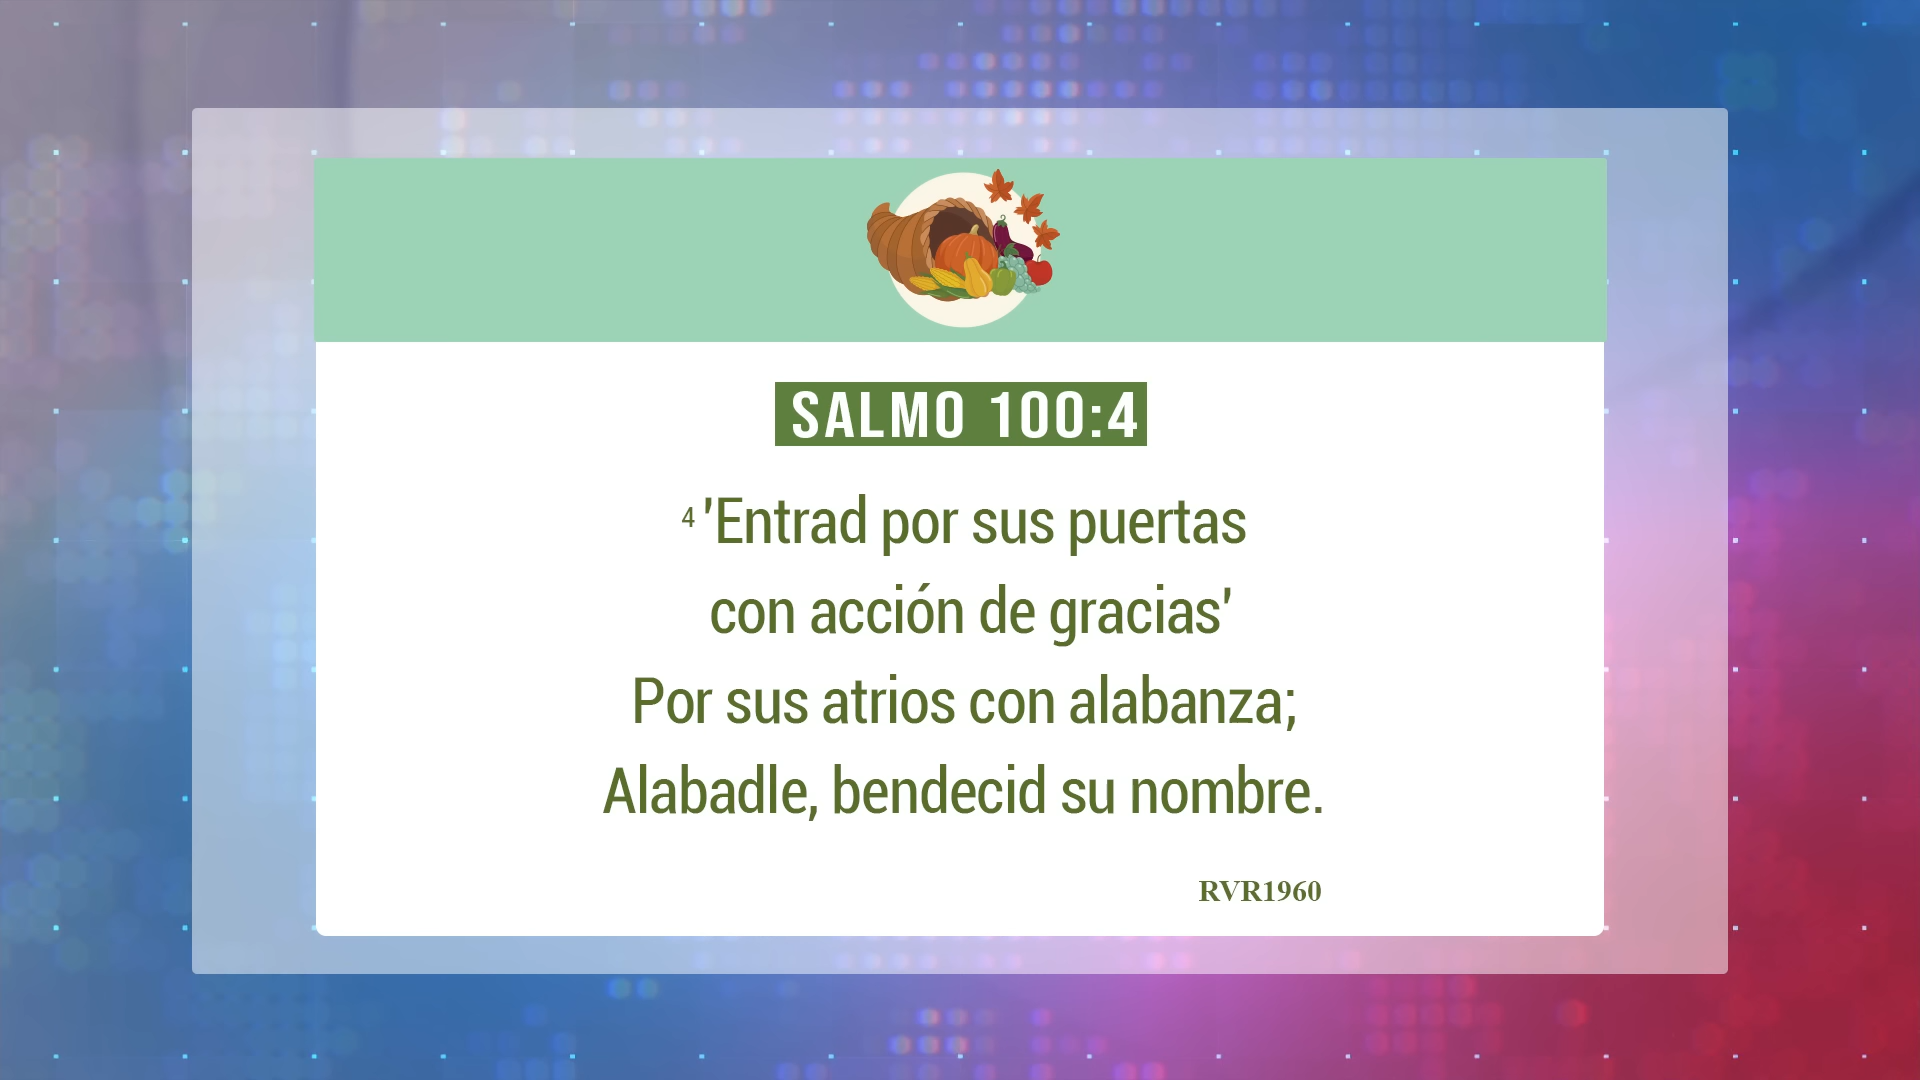 SALMO 100:4
4 'Entrad por sus puertas
con acción de gracias'
Por sus atrios con alabanza;
Alabadle, bendecid su nombre.
RVR1960